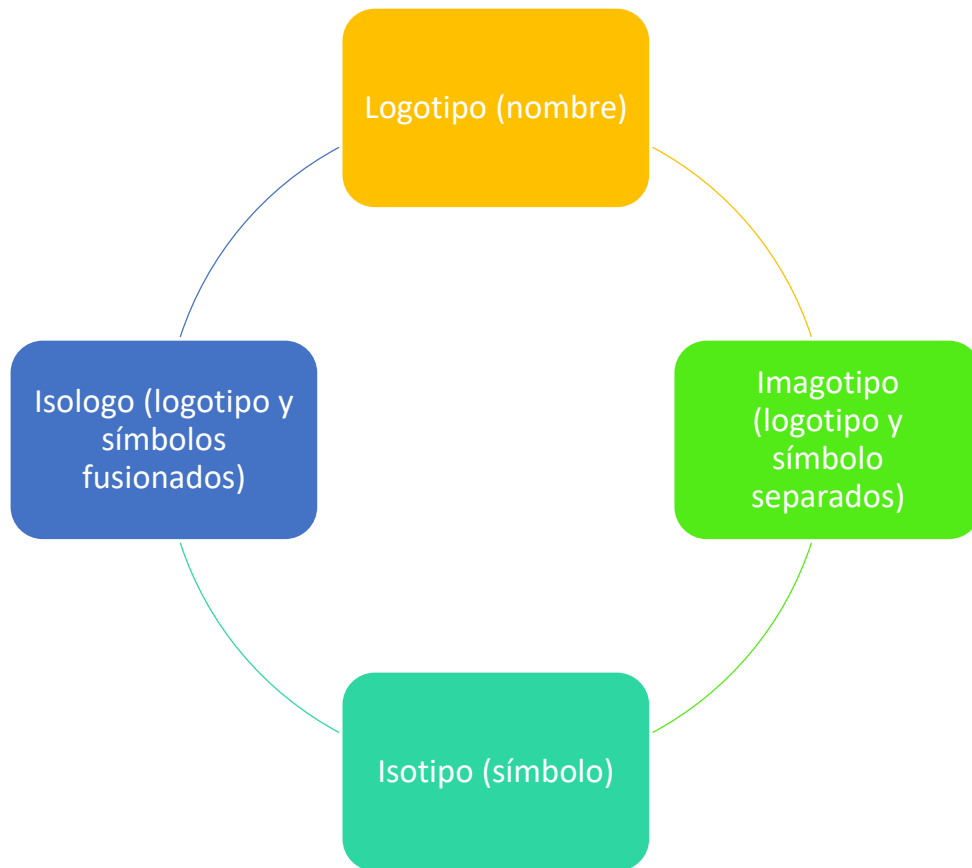 Logotipo (nombre)
Isologo (logotipo y
símbolos
fusionados)
Imagotipo
(logotipo y
símbolo
separados)
Isotipo (símbolo)